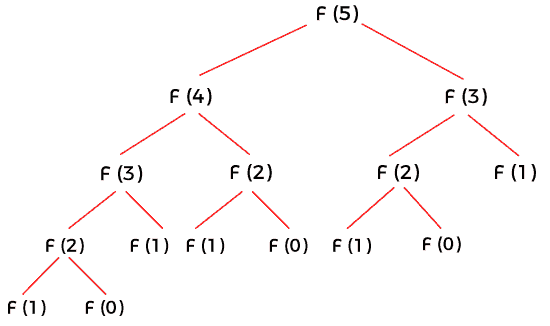 F (5)
F (4) F (3)
F (3) F (2) F (2) F (1)
F (2) F (1) F (1) F (0) F (1) F (0)
F (1) F (0)